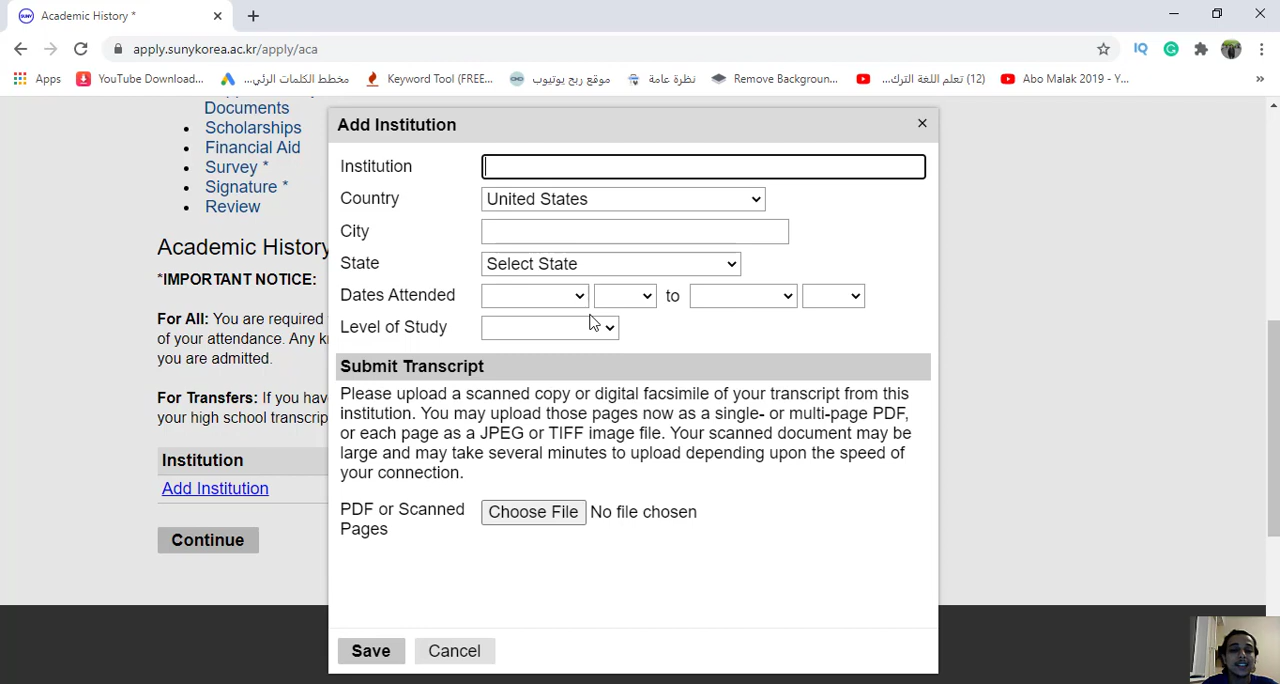 Academic History *
apply.sunykorea.ac.kr/apply/aca
Apps
YouTube Download...
مخطط الكلمات الرئي...
Keyword Tool (FREE...
موقع ربح يوتيوب
نظرة عامة
Remove Backgroun...
(12) تعلم اللغة الترك...
Abo Malak 2019 - Y...
Documents
Scholarships
Financial Aid
Survey *
Signature *
Review
Academic History
*IMPORTANT NOTICE:
For All: You are required
of your attendance. Any k
you are admitted.
For Transfers: If you hav
your high school transcrip
Institution
Add Institution
Continue
Add Institution
Institution
Country
United States
City
State
Select State
Dates Attended
to
Level of Study
Submit Transcript
Please upload a scanned copy or digital facsimile of your transcript from this
institution. You may upload those pages now as a single- or multi-page PDF,
or each page as a JPEG or TIFF image file. Your scanned document may be
large and may take several minutes to upload depending upon the speed of
your connection.
PDF or Scanned
Pages
Choose File No file chosen
Save
Cancel